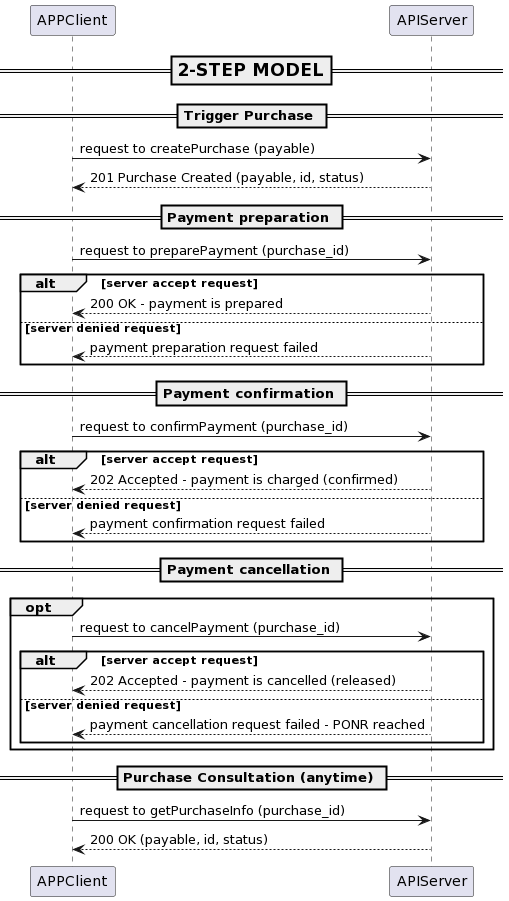 APPClient APIServer
2-STEP MODEL
Trigger Purchase
request to createPurchase (payable)
201 Purchase Created (payable, id, status)
Payment preparation
request to preparePayment (purchase_id)
alt [server accept request]
200 OK - payment is prepared
[server denied request]
payment preparation request failed
Payment confirmation
request to confirmPayment (purchase_id)
alt [server accept request]
202 Accepted - payment is charged (confirmed)
[server denied request]
payment confirmation request failed
Payment cancellation
opt
request to cancelPayment (purchase_id)
alt [server accept request]
202 Accepted - payment is cancelled (released)
[server denied request]
payment cancellation request failed - PONR reached
Purchase Consultation (anytime)
request to getPurchaseInfo (purchase_id)
200 OK (payable, id, status)
APPClient APIServer